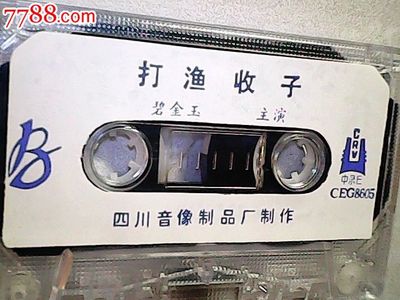 7788.com
打渔 收子
碧金玉 主演
B
CRV
中录E
CEG8605
四川音像制品厂制作